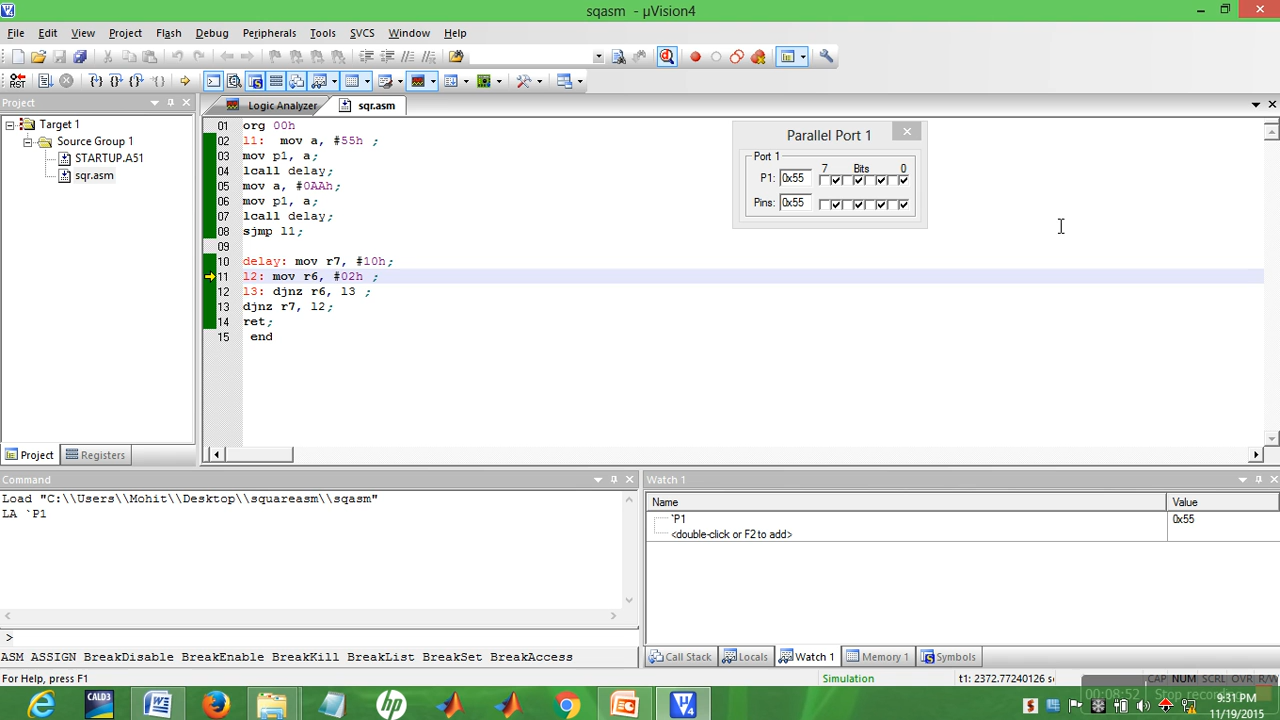 sqasm - µVision4
File Edit View Project Flash Debug Peripherals Tools SVCS Window Help
Project
Logic Analyzer sqr.asm
Target 1
Source Group 1
STARTUP.A51
sqr.asm
01 org 00h
02 l1: mov a, #55h ;
03 mov p1, a;
04 lcall delay;
05 mov a, #0AAh;
06 mov p1, a;
07 lcall delay;
08 sjmp l1;
09
10 delay: mov r7, #10h;
11 l2: mov r6, #02h ;
12 l3: djnz r6, l3 ;
13 djnz r7, l2;
14 ret;
15 end
Parallel Port 1
Port 1
7 Bits 0
P1: 0x55
Pins: 0x55
Project Registers
Command
Load "C:\\Users\\Mohit\\Desktop\\squareasm\\sqasm"
LA `P1
>
ASM ASSIGN BreakDisable BreakEnable BreakKill BreakList BreakSet BreakAccess
Watch 1
Name Value
`P1 0x55
<double-click or F2 to add>
Call Stack Locals Watch 1 Memory 1 Symbols
For Help, press F1
Simulation
t1: 2372.77240126 s
CAP NUM SCRL OVR R/W
00:08:52 Stop recording
CALD3
9:31 PM
11/19/2015